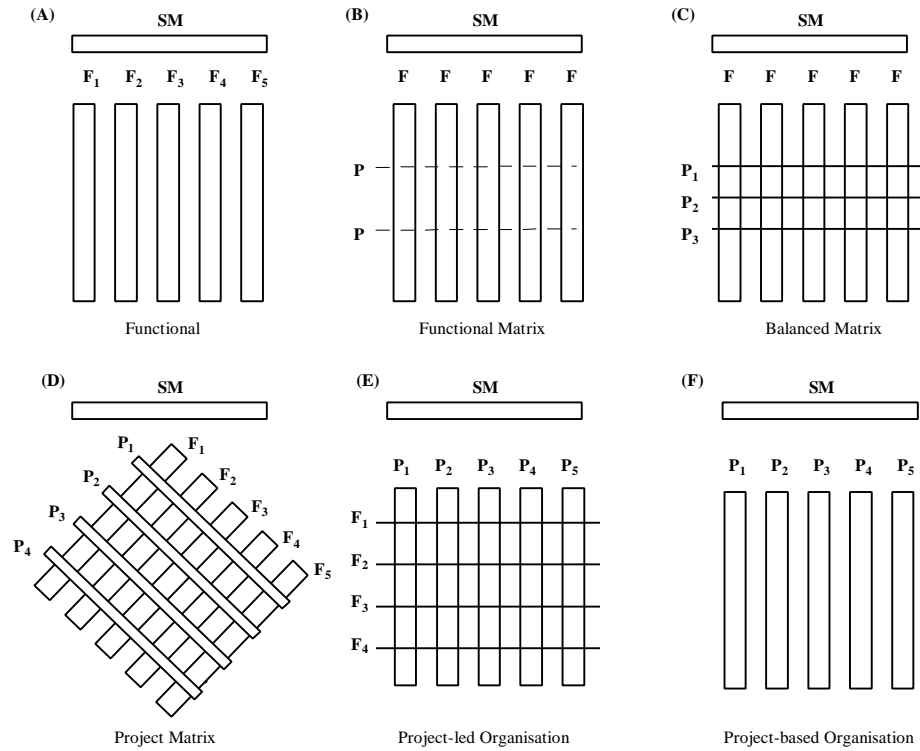 (A)
SM
F1 F2 F3 F4 F5
Functional
(B)
SM
F F F F F
P
P
Functional Matrix
(C)
SM
F F F F F
P1
P2
P3
Balanced Matrix
(D)
SM
P1
P2
P3
P4
F1
F2
F3
F4
F5
Project Matrix
(E)
SM
P1 P2 P3 P4 P5
F1
F2
F3
F4
Project-led Organisation
(F)
SM
P1 P2 P3 P4 P5
Project-based Organisation